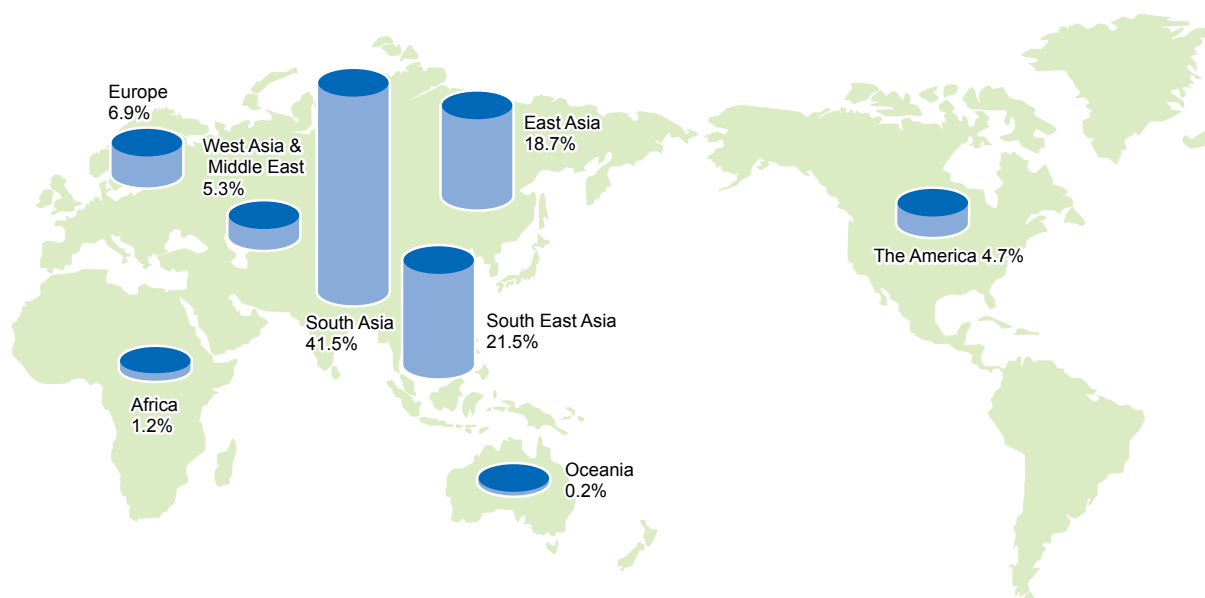 Europe
6.9%
West Asia &
Middle East
5.3%
East Asia
18.7%
The America 4.7%
South Asia
41.5%
South East Asia
21.5%
Africa
1.2%
Oceania
0.2%